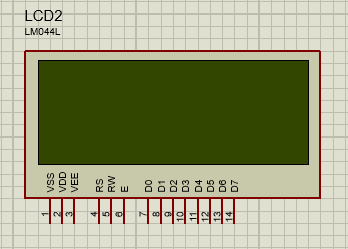 LCD2
LM044L
VSS VDD VEE RS RW E D0 D1 D2 D3 D4 D5 D6 D7
1 2 3 4 5 6 7 8 9 10 11 12 13 14